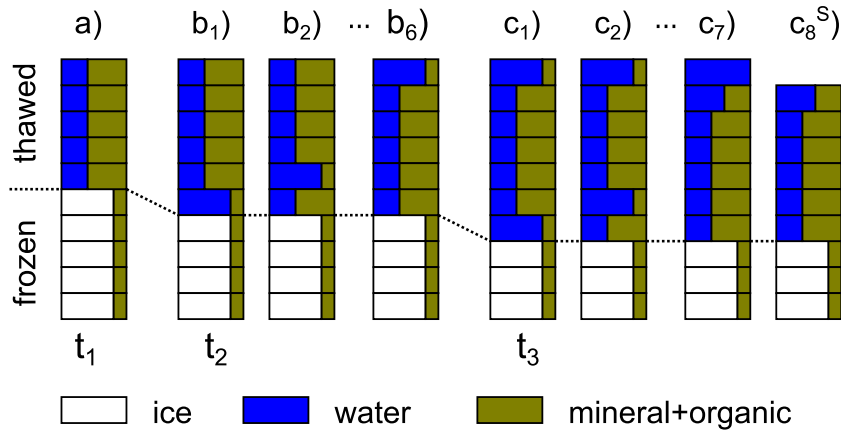 a) b₁) b₂) ··· b₆) c₁) c₂) ··· c₇) c₈ˢ)
thawed
frozen
t₁ t₂ t₃
ice water mineral+organic